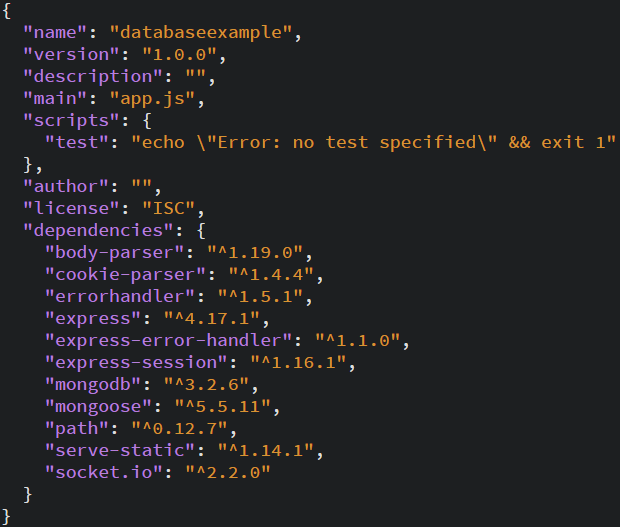 {
  "name": "databaseexample",
  "version": "1.0.0",
  "description": "",
  "main": "app.js",
  "scripts": {
    "test": "echo \"Error: no test specified\" && exit 1"
  },
  "author": "",
  "license": "ISC",
  "dependencies": {
    "body-parser": "^1.19.0",
    "cookie-parser": "^1.4.4",
    "errorhandler": "^1.5.1",
    "express": "^4.17.1",
    "express-error-handler": "^1.1.0",
    "express-session": "^1.16.1",
    "mongodb": "^3.2.6",
    "mongoose": "^5.5.11",
    "path": "^0.12.7",
    "serve-static": "^1.14.1",
    "socket.io": "^2.2.0"
  }
}